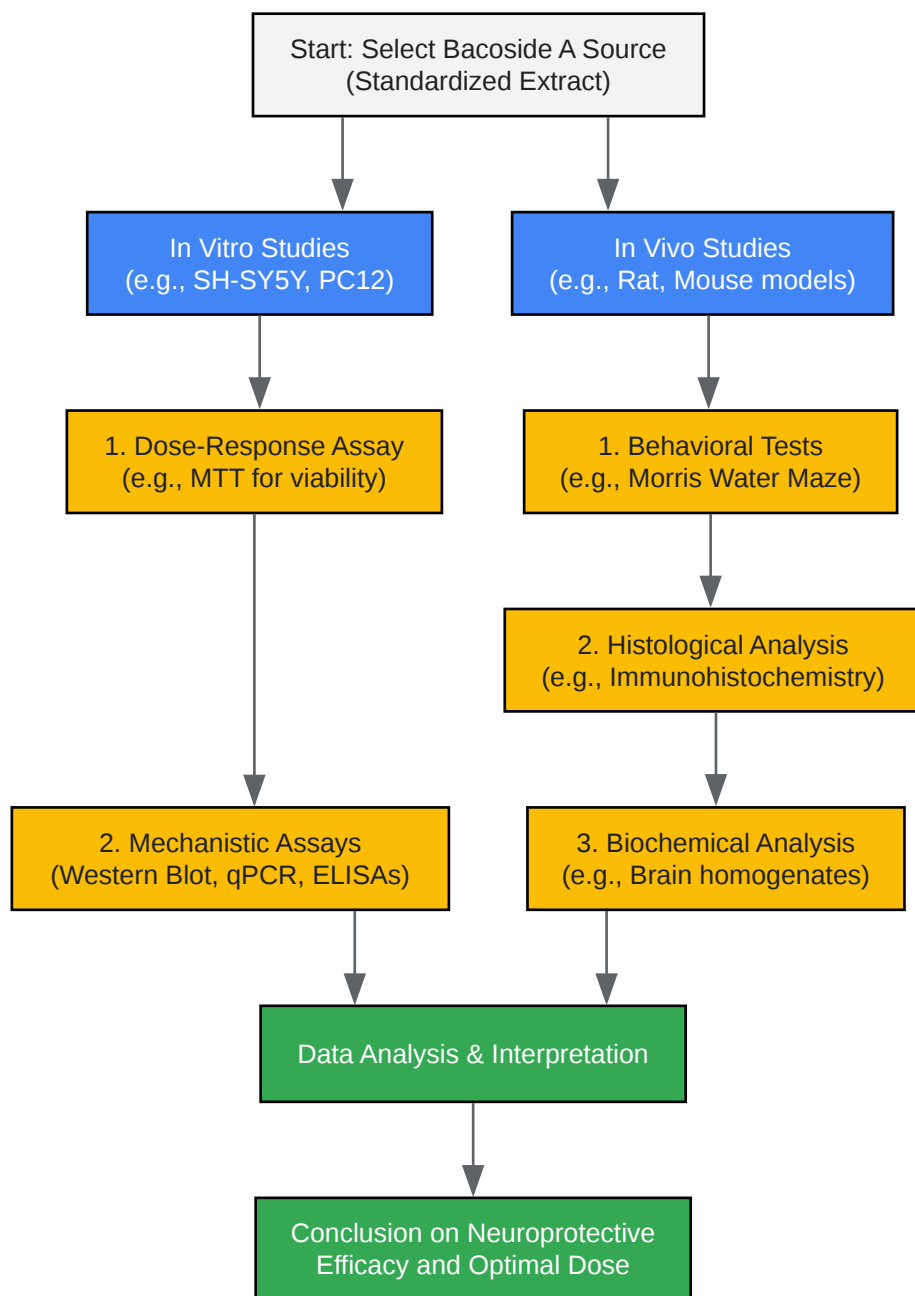 Start: Select Bacoside A Source
(Standardized Extract)
In Vitro Studies
(e.g., SH-SY5Y, PC12)
In Vivo Studies
(e.g., Rat, Mouse models)
1. Dose-Response Assay
(e.g., MTT for viability)
1. Behavioral Tests
(e.g., Morris Water Maze)
2. Histological Analysis
(e.g., Immunohistochemistry)
2. Mechanistic Assays
(Western Blot, qPCR, ELISAs)
3. Biochemical Analysis
(e.g., Brain homogenates)
Data Analysis & Interpretation
Conclusion on Neuroprotective
Efficacy and Optimal Dose